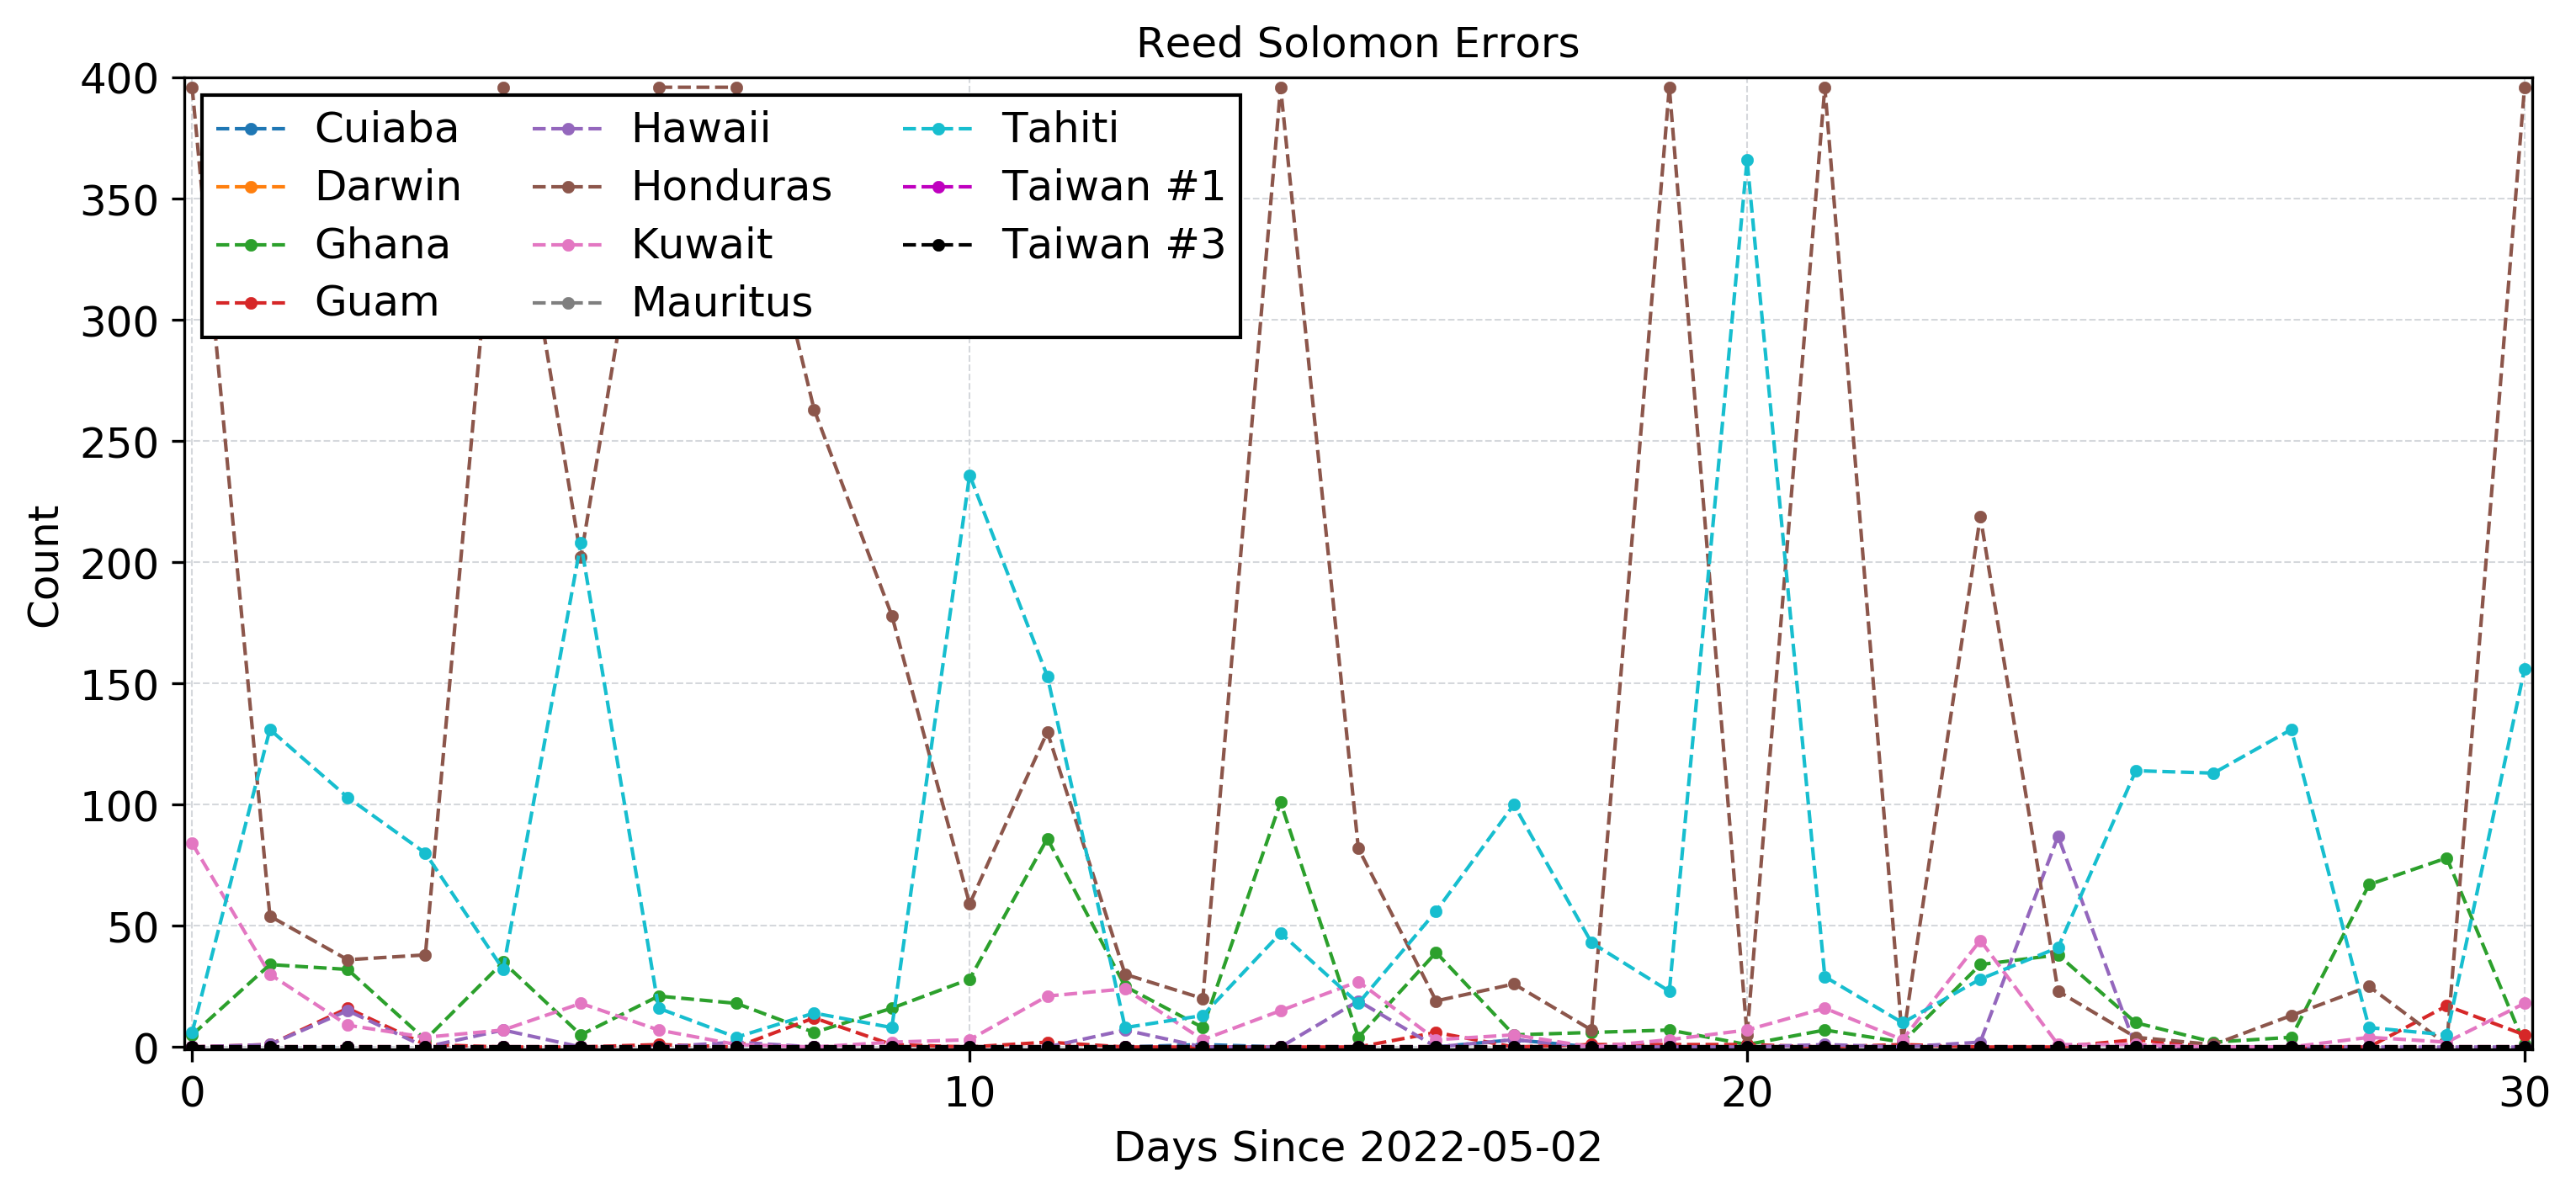 Reed Solomon Errors
400
350
300
250
200
150
100
50
0
Count
Cuiaba
Darwin
Ghana
Guam
Hawaii
Honduras
Kuwait
Mauritus
Tahiti
Taiwan #1
Taiwan #3
0 10 20 30
Days Since 2022-05-02